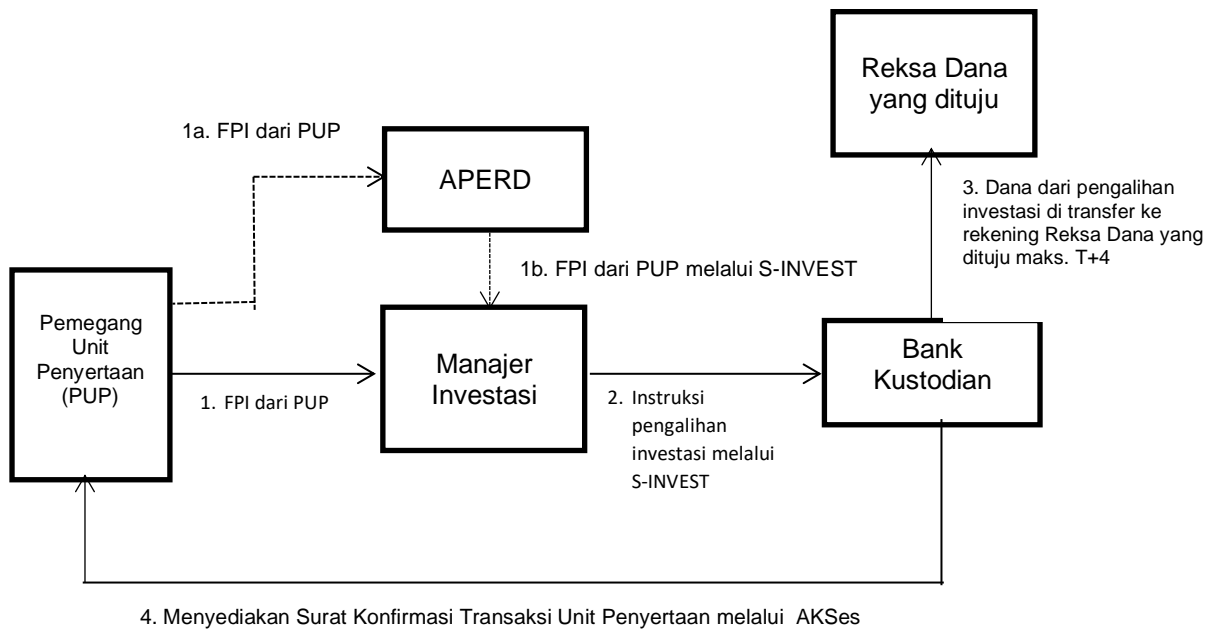 Reksa Dana
yang dituju
1a. FPI dari PUP
APERD
3. Dana dari pengalihan
investasi di transfer ke
rekening Reksa Dana yang
dituju maks. T+4
1b. FPI dari PUP melalui S-INVEST
Pemegang
Unit
Penyertaan
(PUP)
Manajer
Investasi
Bank
Kustodian
1. FPI dari PUP
2. Instruksi
pengalihan
investasi melalui
S-INVEST
4. Menyediakan Surat Konfirmasi Transaksi Unit Penyertaan melalui AKSes